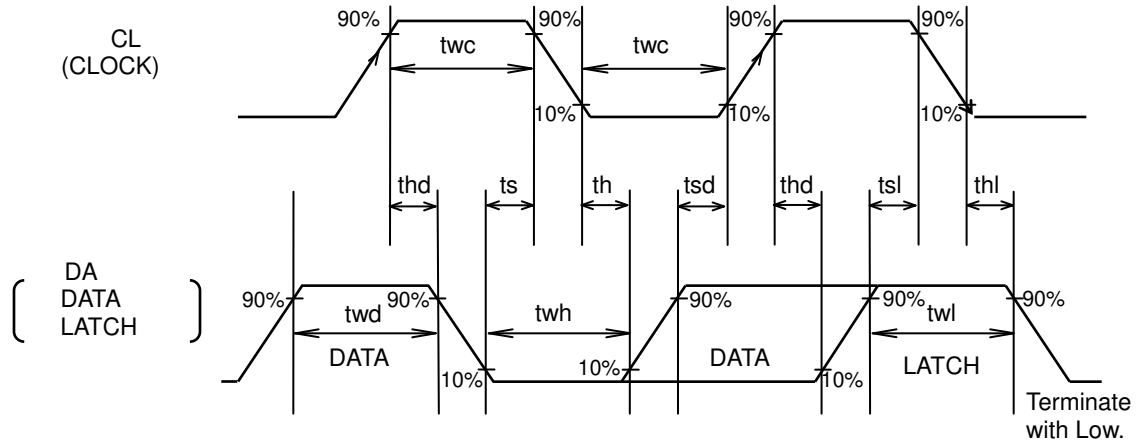 90% 90% 90% 90%
CL twc twc
(CLOCK)
10% 10% 10%
thd ts th tsd thd tsl thl
DA
DATA 90% 90% 90% 90% 90%
LATCH twd twh twl
DATA DATA LATCH
10% 10% 10%
Terminate
with Low.